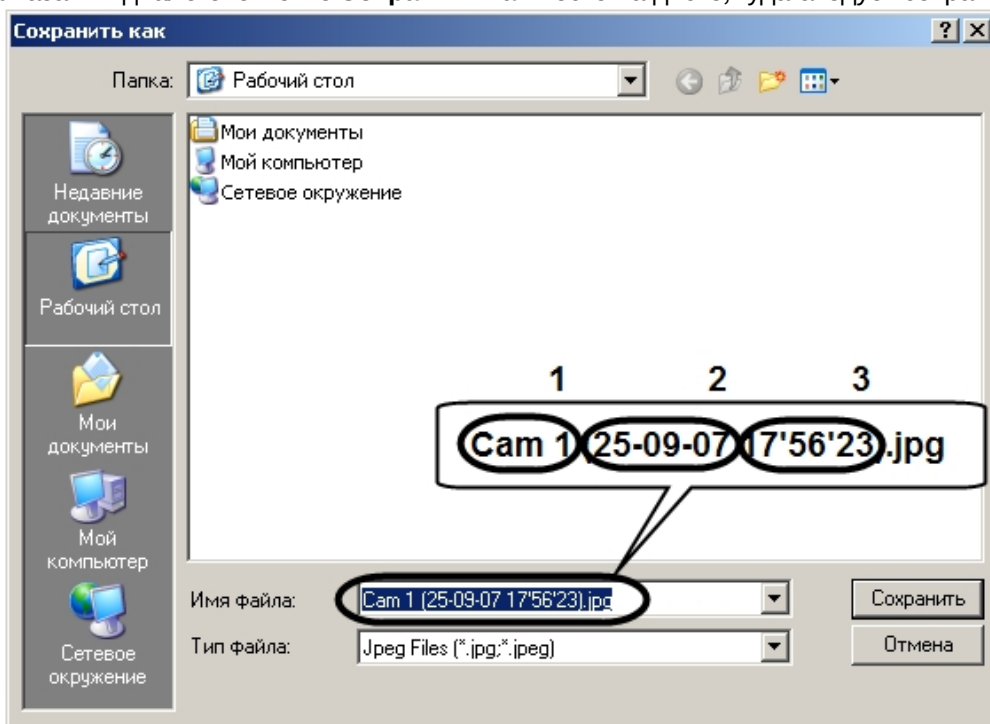 Сохранить как
Папка: Рабочий стол
Мои документы
Мой компьютер
Сетевое окружение
Недавние
документы
Рабочий стол
Мои
документы
Мой
компьютер
Сетевое
окружение
1 2 3
Cam 1 (25-09-07 17'56'23).jpg
Имя файла: Cam 1 (25-09-07 17'56'23).jpg
Сохранить
Тип файла: Jpeg Files (*.jpg;*.jpeg)
Отмена